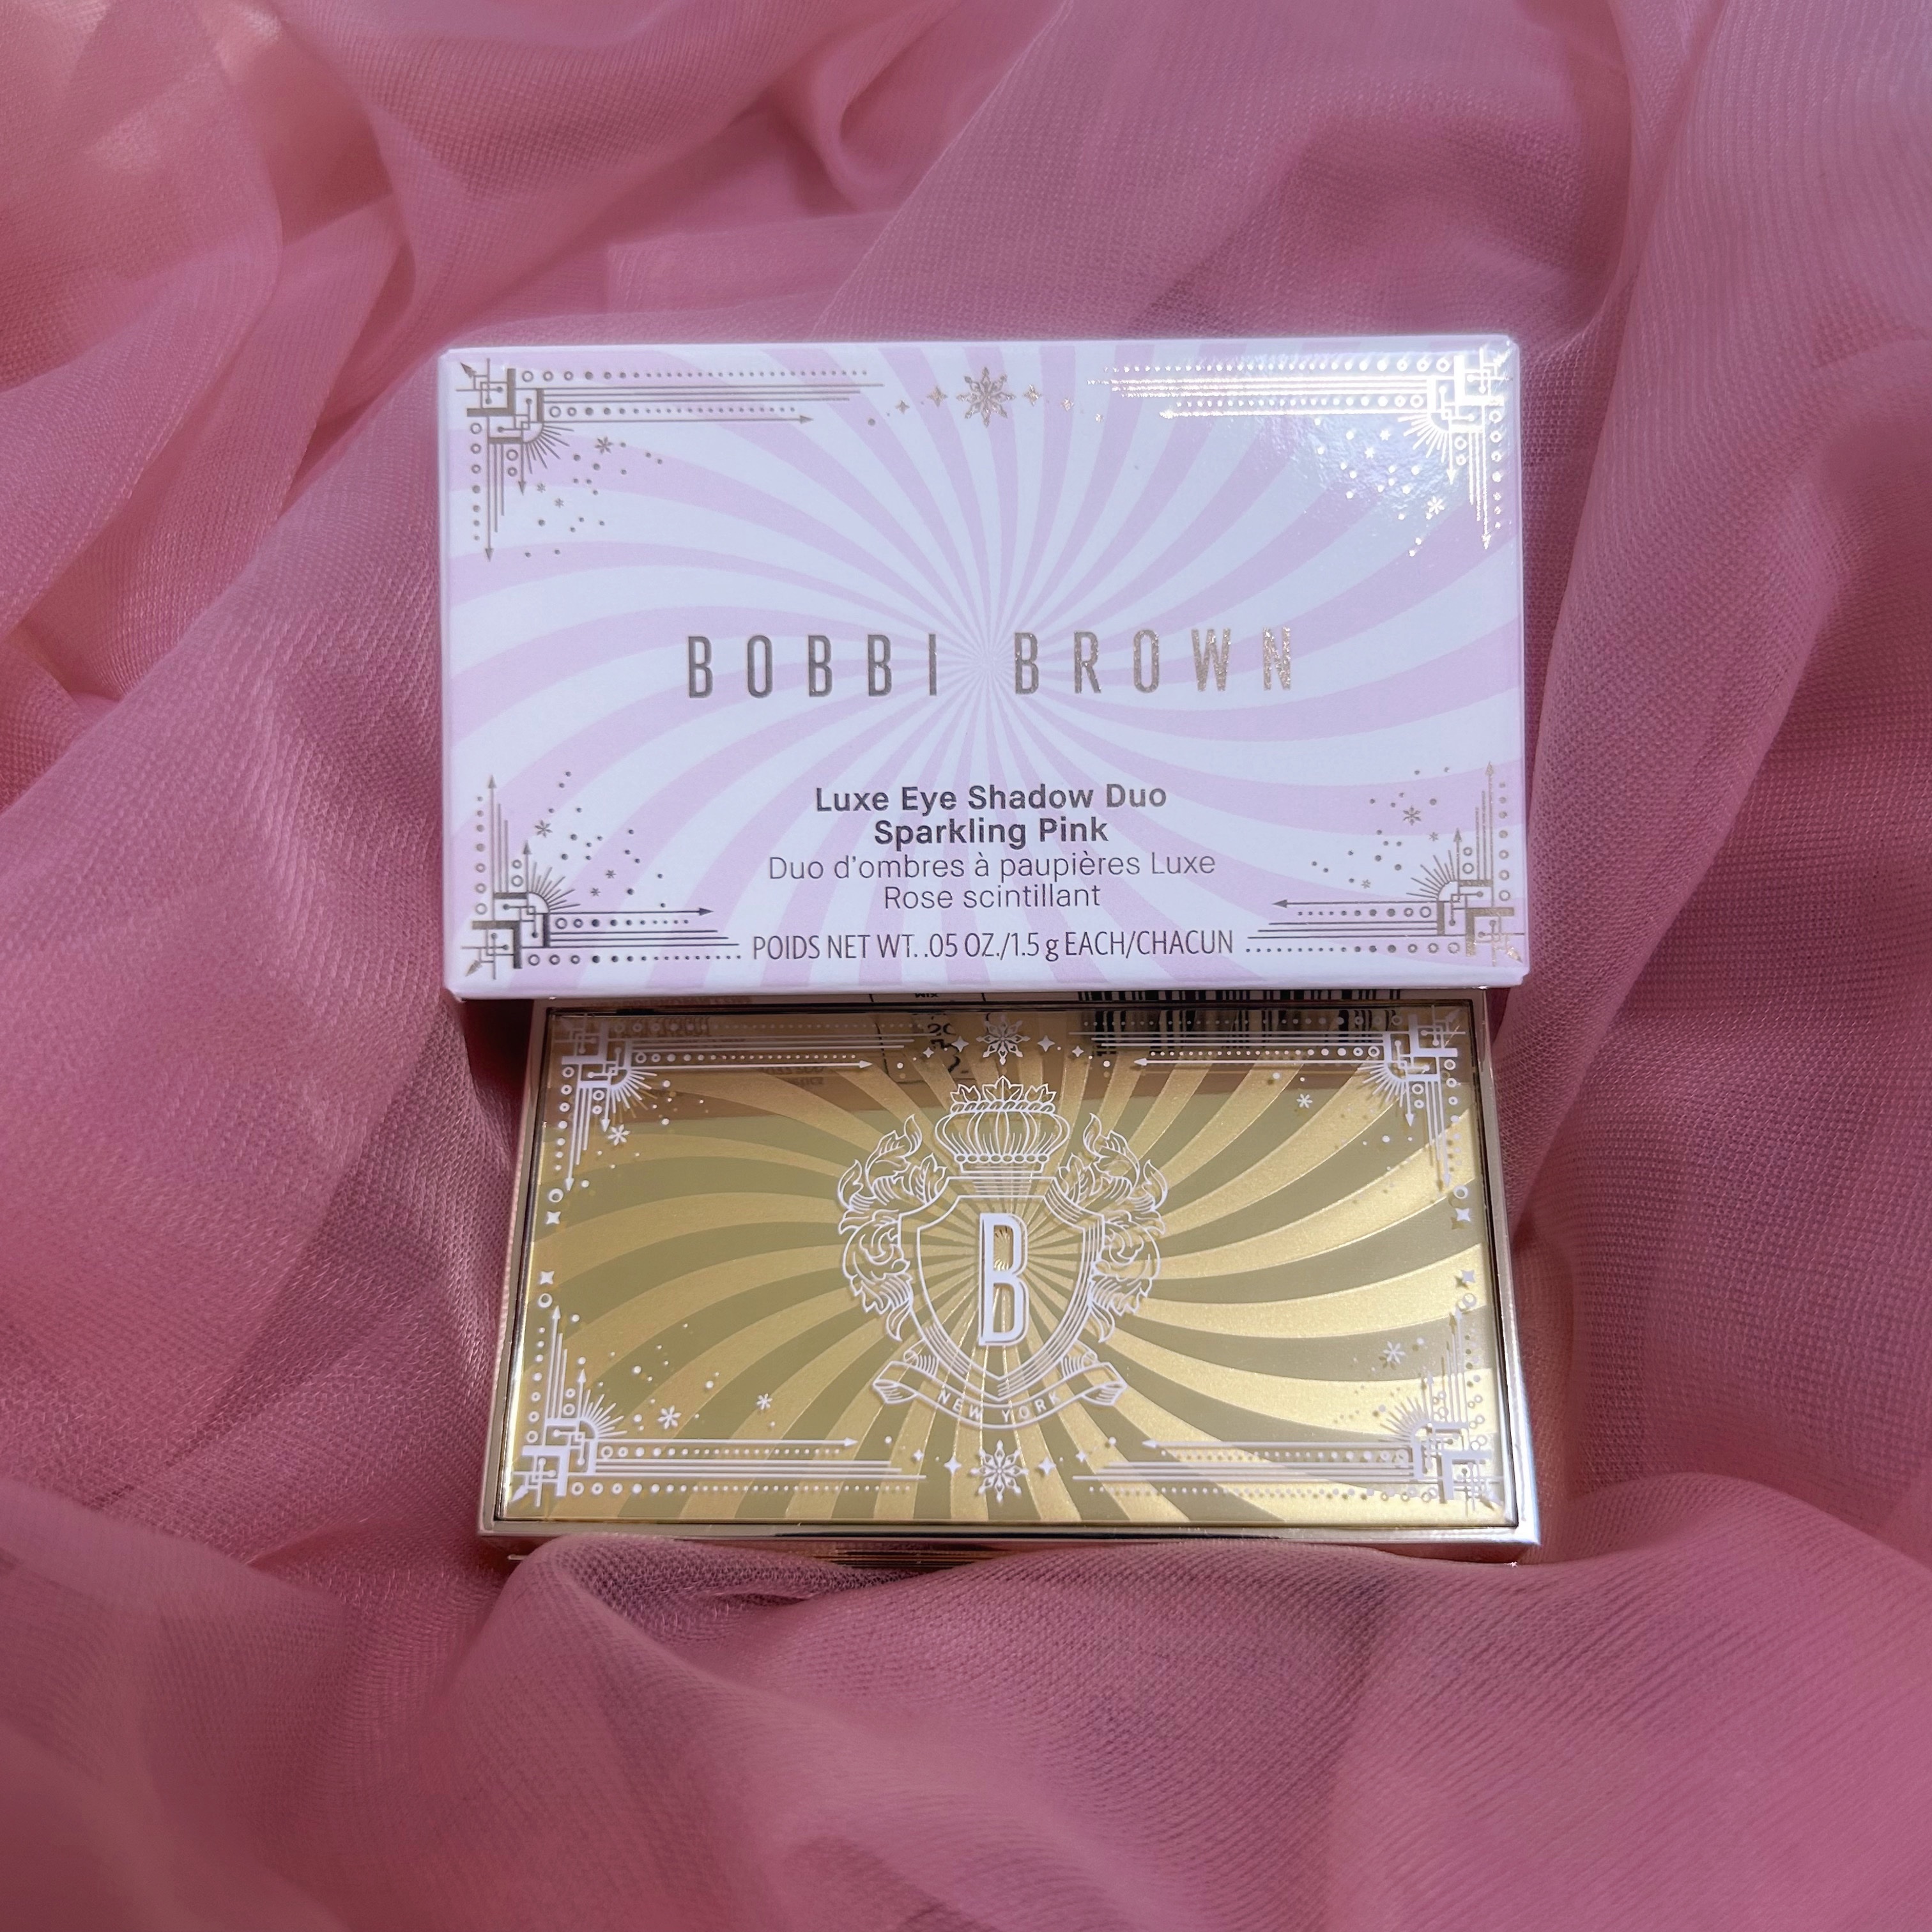 BOBBI BROWN
Luxe Eye Shadow Duo
Sparkling Pink
Duo d'ombres à paupières Luxe
Rose scintillant
POIDS NET WT. .05 OZ./1.5 g EACH/CHACUN
B
NEW YORK